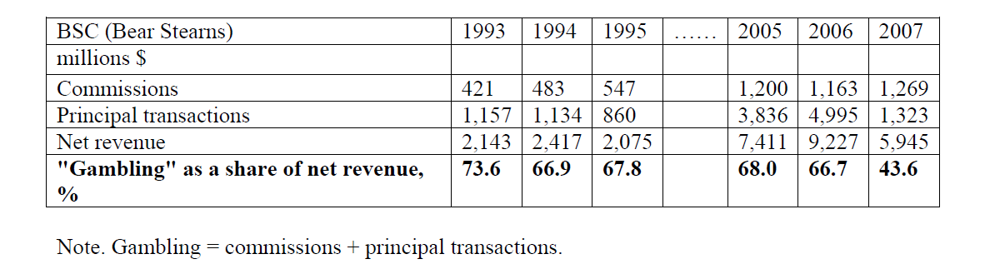 BSC (Bear Stearns) 1993 1994 1995 …… 2005 2006 2007
millions $
Commissions 421 483 547 1,200 1,163 1,269
Principal transactions 1,157 1,134 860 3,836 4,995 1,323
Net revenue 2,143 2,417 2,075 7,411 9,227 5,945
"Gambling" as a share of net revenue, 73.6 66.9 67.8 68.0 66.7 43.6
%
Note. Gambling = commissions + principal transactions.